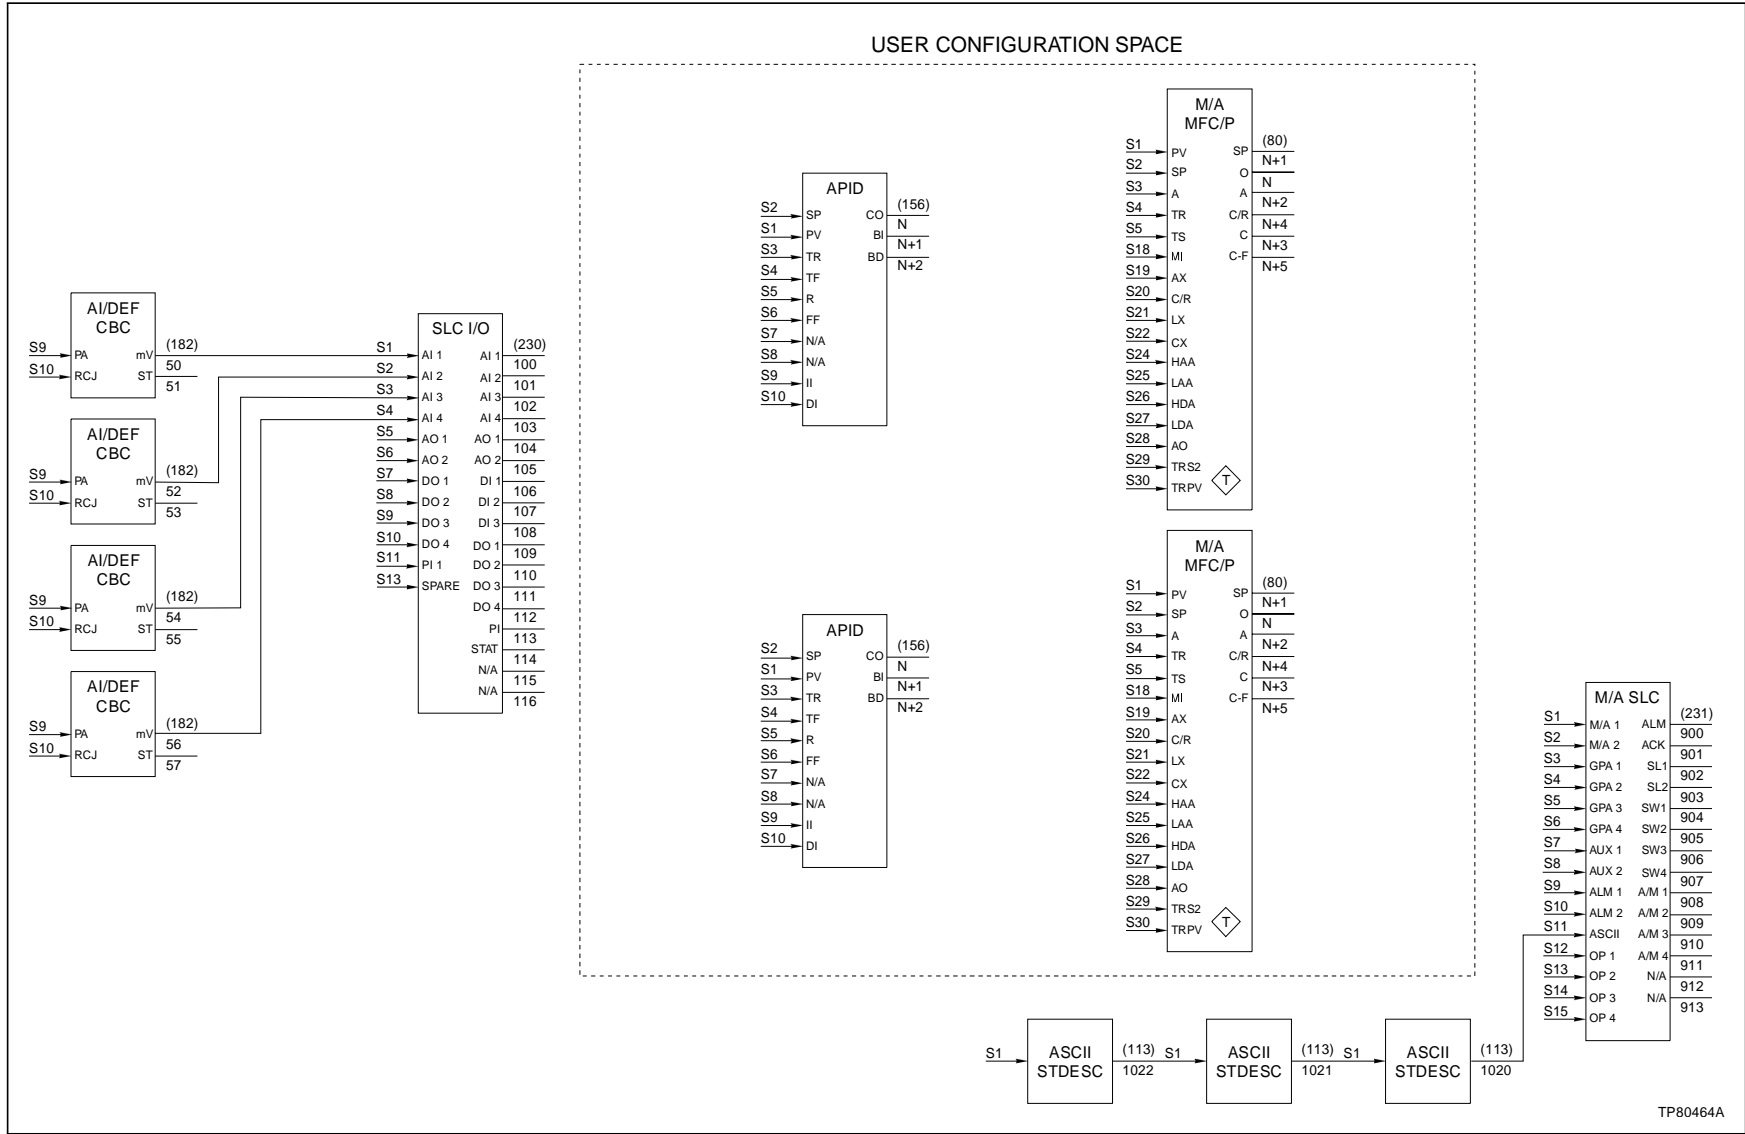 USER CONFIGURATION SPACE
AI/DEF
CBC
S9 PA mV (182)
50
S10 RCJ ST
51
AI/DEF
CBC
S9 PA mV (182)
52
S10 RCJ ST
53
AI/DEF
CBC
S9 PA mV (182)
54
S10 RCJ ST
55
AI/DEF
CBC
S9 PA mV (182)
56
S10 RCJ ST
57
SLC I/O
S1 AI 1 AI 1 (230)
100
S2 AI 2 AI 2
101
S3 AI 3 AI 3
102
S4 AI 4 AI 4
103
S5 AO 1 AO 1
104
S6 AO 2 AO 2
105
S7 DO 1 DI 1
106
S8 DO 2 DI 2
107
S9 DO 3 DI 3
108
S10 DO 4 DO 1
109
S11 PI 1 DO 2
110
S13 SPARE DO 3
111
DO 4
112
PI
113
STAT
114
N/A
115
N/A
116
APID
S2 SP CO (156)
N
S1 PV BI
N+1
S3 TR BD
N+2
S4 TF
S5 R
S6 FF
S7 N/A
S8 N/A
S9 II
S10 DI
APID
S2 SP CO (156)
N
S1 PV BI
N+1
S3 TR BD
N+2
S4 TF
S5 R
S6 FF
S7 N/A
S8 N/A
S9 II
S10 DI
M/A
MFC/P
S1 PV SP (80)
N+1
S2 SP O
N
S3 A A
N+2
S4 TR C/R
N+4
S5 TS C
N+3
S18 MI C-F
N+5
S19 AX
S20 C/R
S21 LX
S22 CX
S24 HAA
S25 LAA
S26 HDA
S27 LDA
S28 AO
S29 TRS2
S30 TRPV
T
M/A
MFC/P
S1 PV SP (80)
N+1
S2 SP O
N
S3 A A
N+2
S4 TR C/R
N+4
S5 TS C
N+3
S18 MI C-F
N+5
S19 AX
S20 C/R
S21 LX
S22 CX
S24 HAA
S25 LAA
S26 HDA
S27 LDA
S28 AO
S29 TRS2
S30 TRPV
T
M/A SLC
S1 M/A 1 ALM (231)
900
S2 M/A 2 ACK
901
S3 GPA 1 SL1
902
S4 GPA 2 SL2
903
S5 GPA 3 SW1
904
S6 GPA 4 SW2
905
S7 AUX 1 SW3
906
S8 AUX 2 SW4
907
S9 ALM 1 A/M 1
908
S10 ALM 2 A/M 2
909
S11 ASCII A/M 3
910
S12 OP 1 A/M 4
911
S13 OP 2 N/A
912
S14 OP 3 N/A
913
S15 OP 4
S1 ASCII
STDESC (113)
1022
S1 ASCII
STDESC (113)
1021
S1 ASCII
STDESC (113)
1020
TP80464A